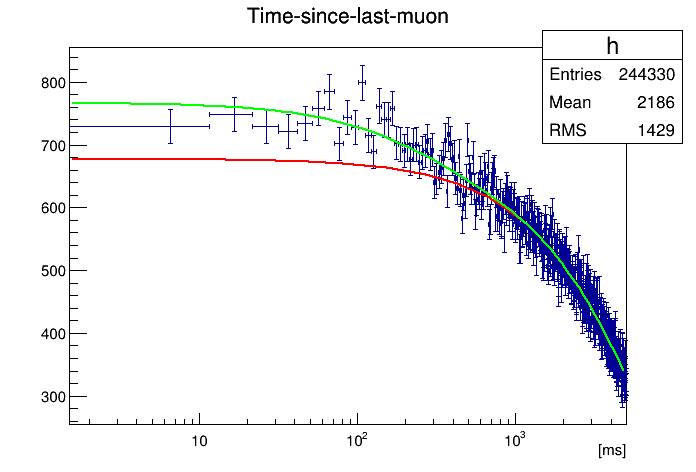 Time-since-last-muon
h
Entries 244330
Mean 2186
RMS 1429
800
700
600
500
400
300
10
10²
10³
[ms]